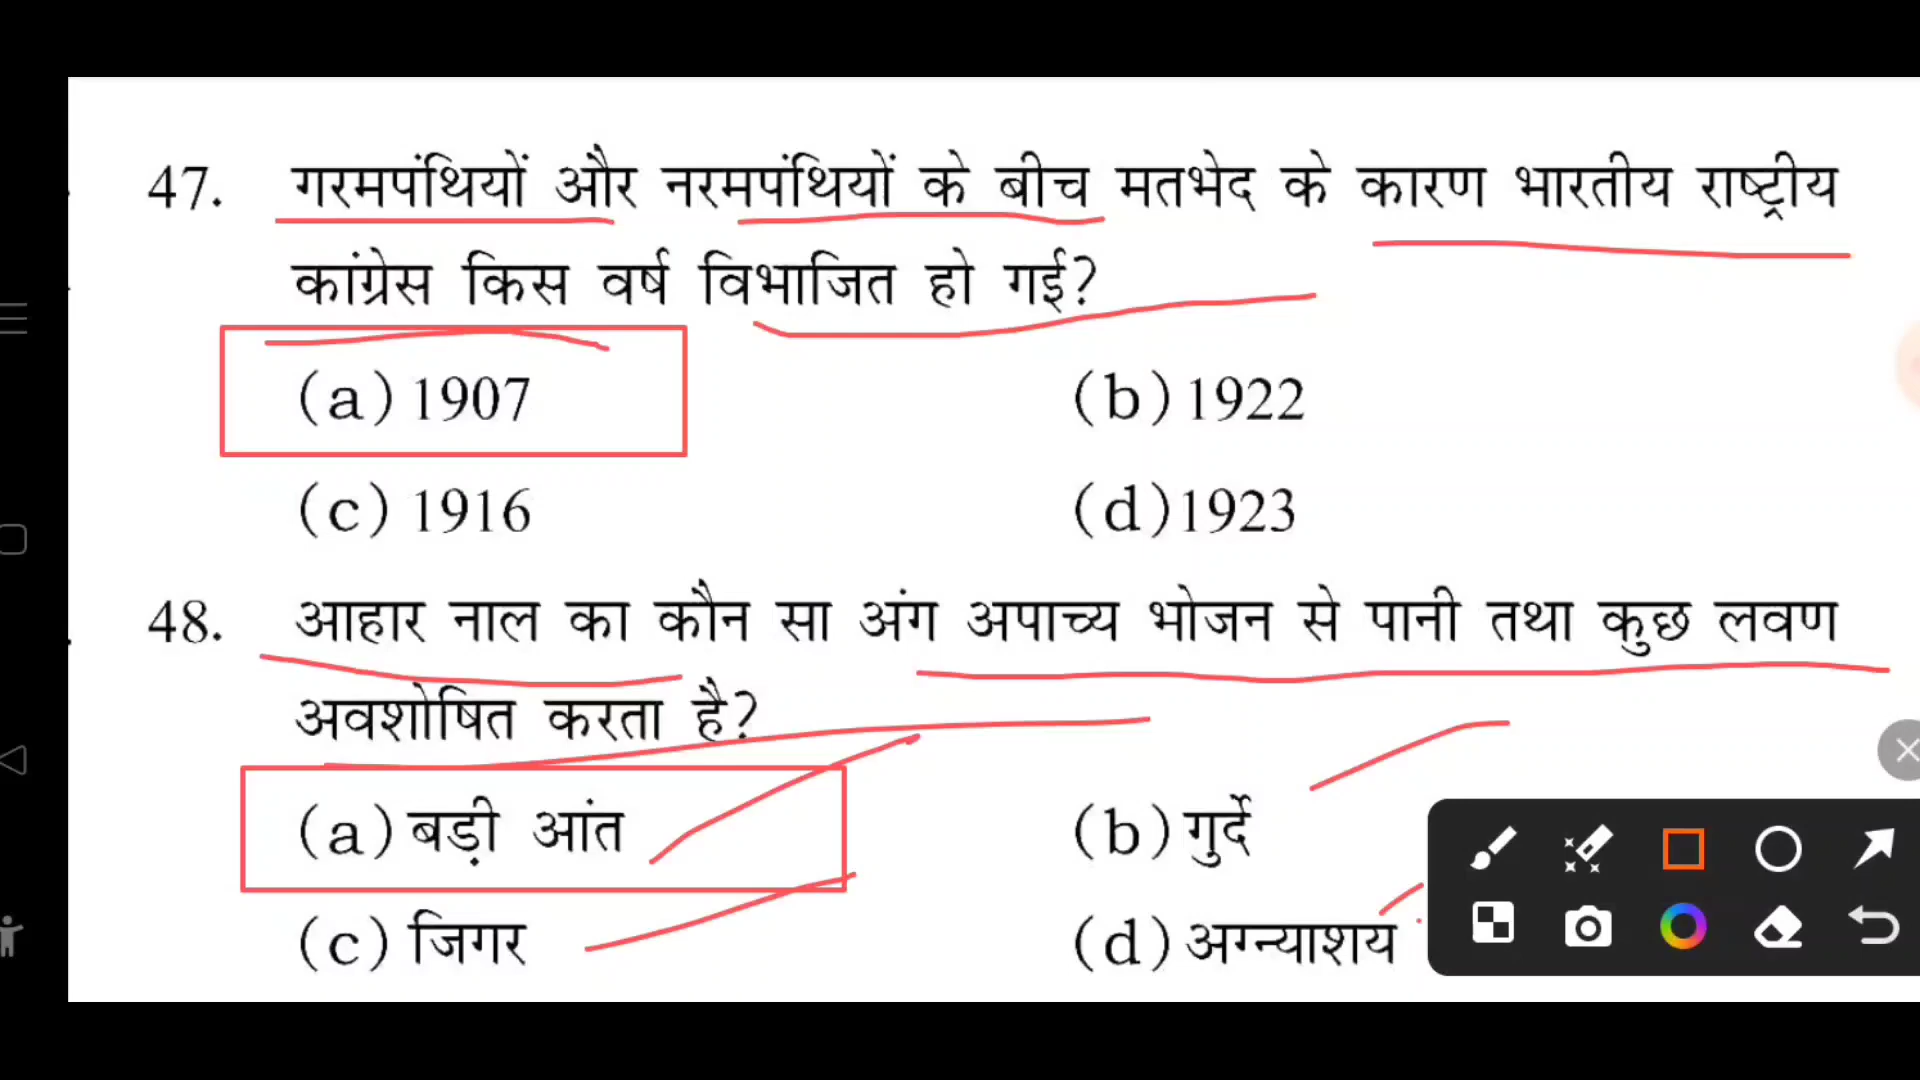 47. गरमपंथियों और नरमपंथियों के बीच मतभेद के कारण भारतीय राष्ट्रीय
कांग्रेस किस वर्ष विभाजित हो गई?
(a) 1907 (b) 1922
(c) 1916 (d) 1923
48. आहार नाल का कौन सा अंग अपाच्य भोजन से पानी तथा कुछ लवण
अवशोषित करता है?
(a) बड़ी आंत (b) गुर्दे
(c) जिगर (d) अग्न्याशय